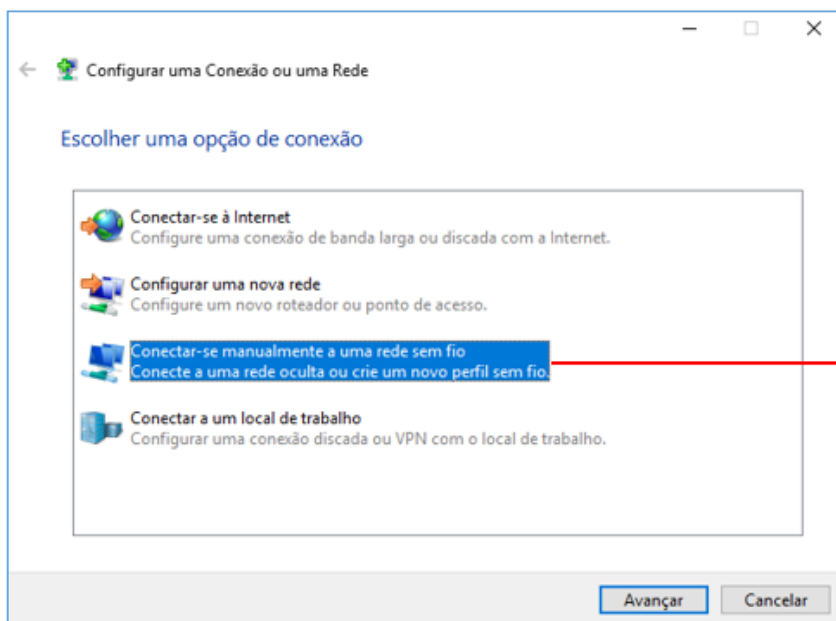 Configurar uma Conexão ou uma Rede
Escolher uma opção de conexão
Conectar-se à Internet
Configure uma conexão de banda larga ou discada com a Internet.
Configurar uma nova rede
Configure um novo roteador ou ponto de acesso.
Conectar-se manualmente a uma rede sem fio
Conecte a uma rede oculta ou crie um novo perfil sem fio.
Conectar a um local de trabalho
Configurar uma conexão discada ou VPN com o local de trabalho.
Avançar
Cancelar